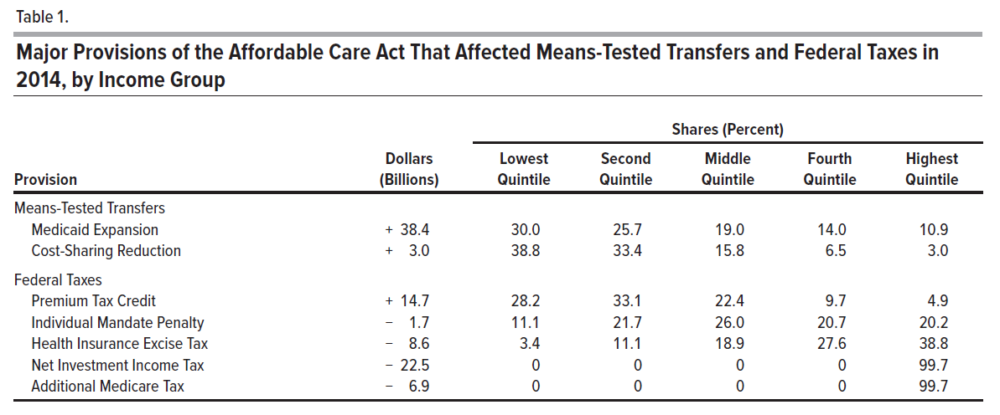 Table 1.
Major Provisions of the Affordable Care Act That Affected Means-Tested Transfers and Federal Taxes in
2014, by Income Group
Shares (Percent)
Dollars Lowest Second Middle Fourth Highest
Provision (Billions) Quintile Quintile Quintile Quintile Quintile
Means-Tested Transfers
Medicaid Expansion + 38.4 30.0 25.7 19.0 14.0 10.9
Cost-Sharing Reduction + 3.0 38.8 33.4 15.8 6.5 3.0
Federal Taxes
Premium Tax Credit + 14.7 28.2 33.1 22.4 9.7 4.9
Individual Mandate Penalty − 1.7 11.1 21.7 26.0 20.7 20.2
Health Insurance Excise Tax − 8.6 3.4 11.1 18.9 27.6 38.8
Net Investment Income Tax − 22.5 0 0 0 0 99.7
Additional Medicare Tax − 6.9 0 0 0 0 99.7